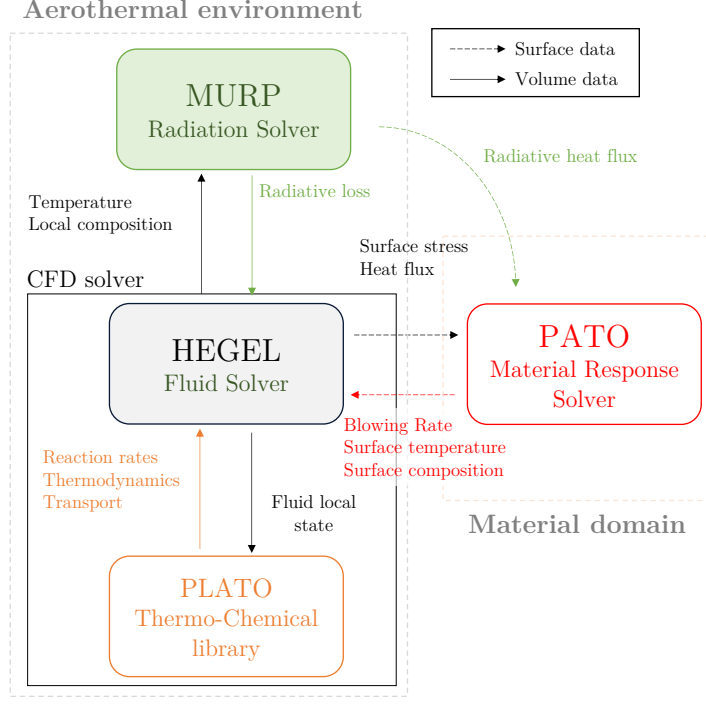 Aerothermal environment
Surface data
Volume data
MURP
Radiation Solver
Radiative heat flux
Radiative loss
Temperature
Local composition
Surface stress
Heat flux
CFD solver
HEGEL
Fluid Solver
PATO
Material Response
Solver
Blowing Rate
Surface temperature
Surface composition
Reaction rates
Thermodynamics
Transport
Fluid local
state
Material domain
PLATO
Thermo-Chemical
library